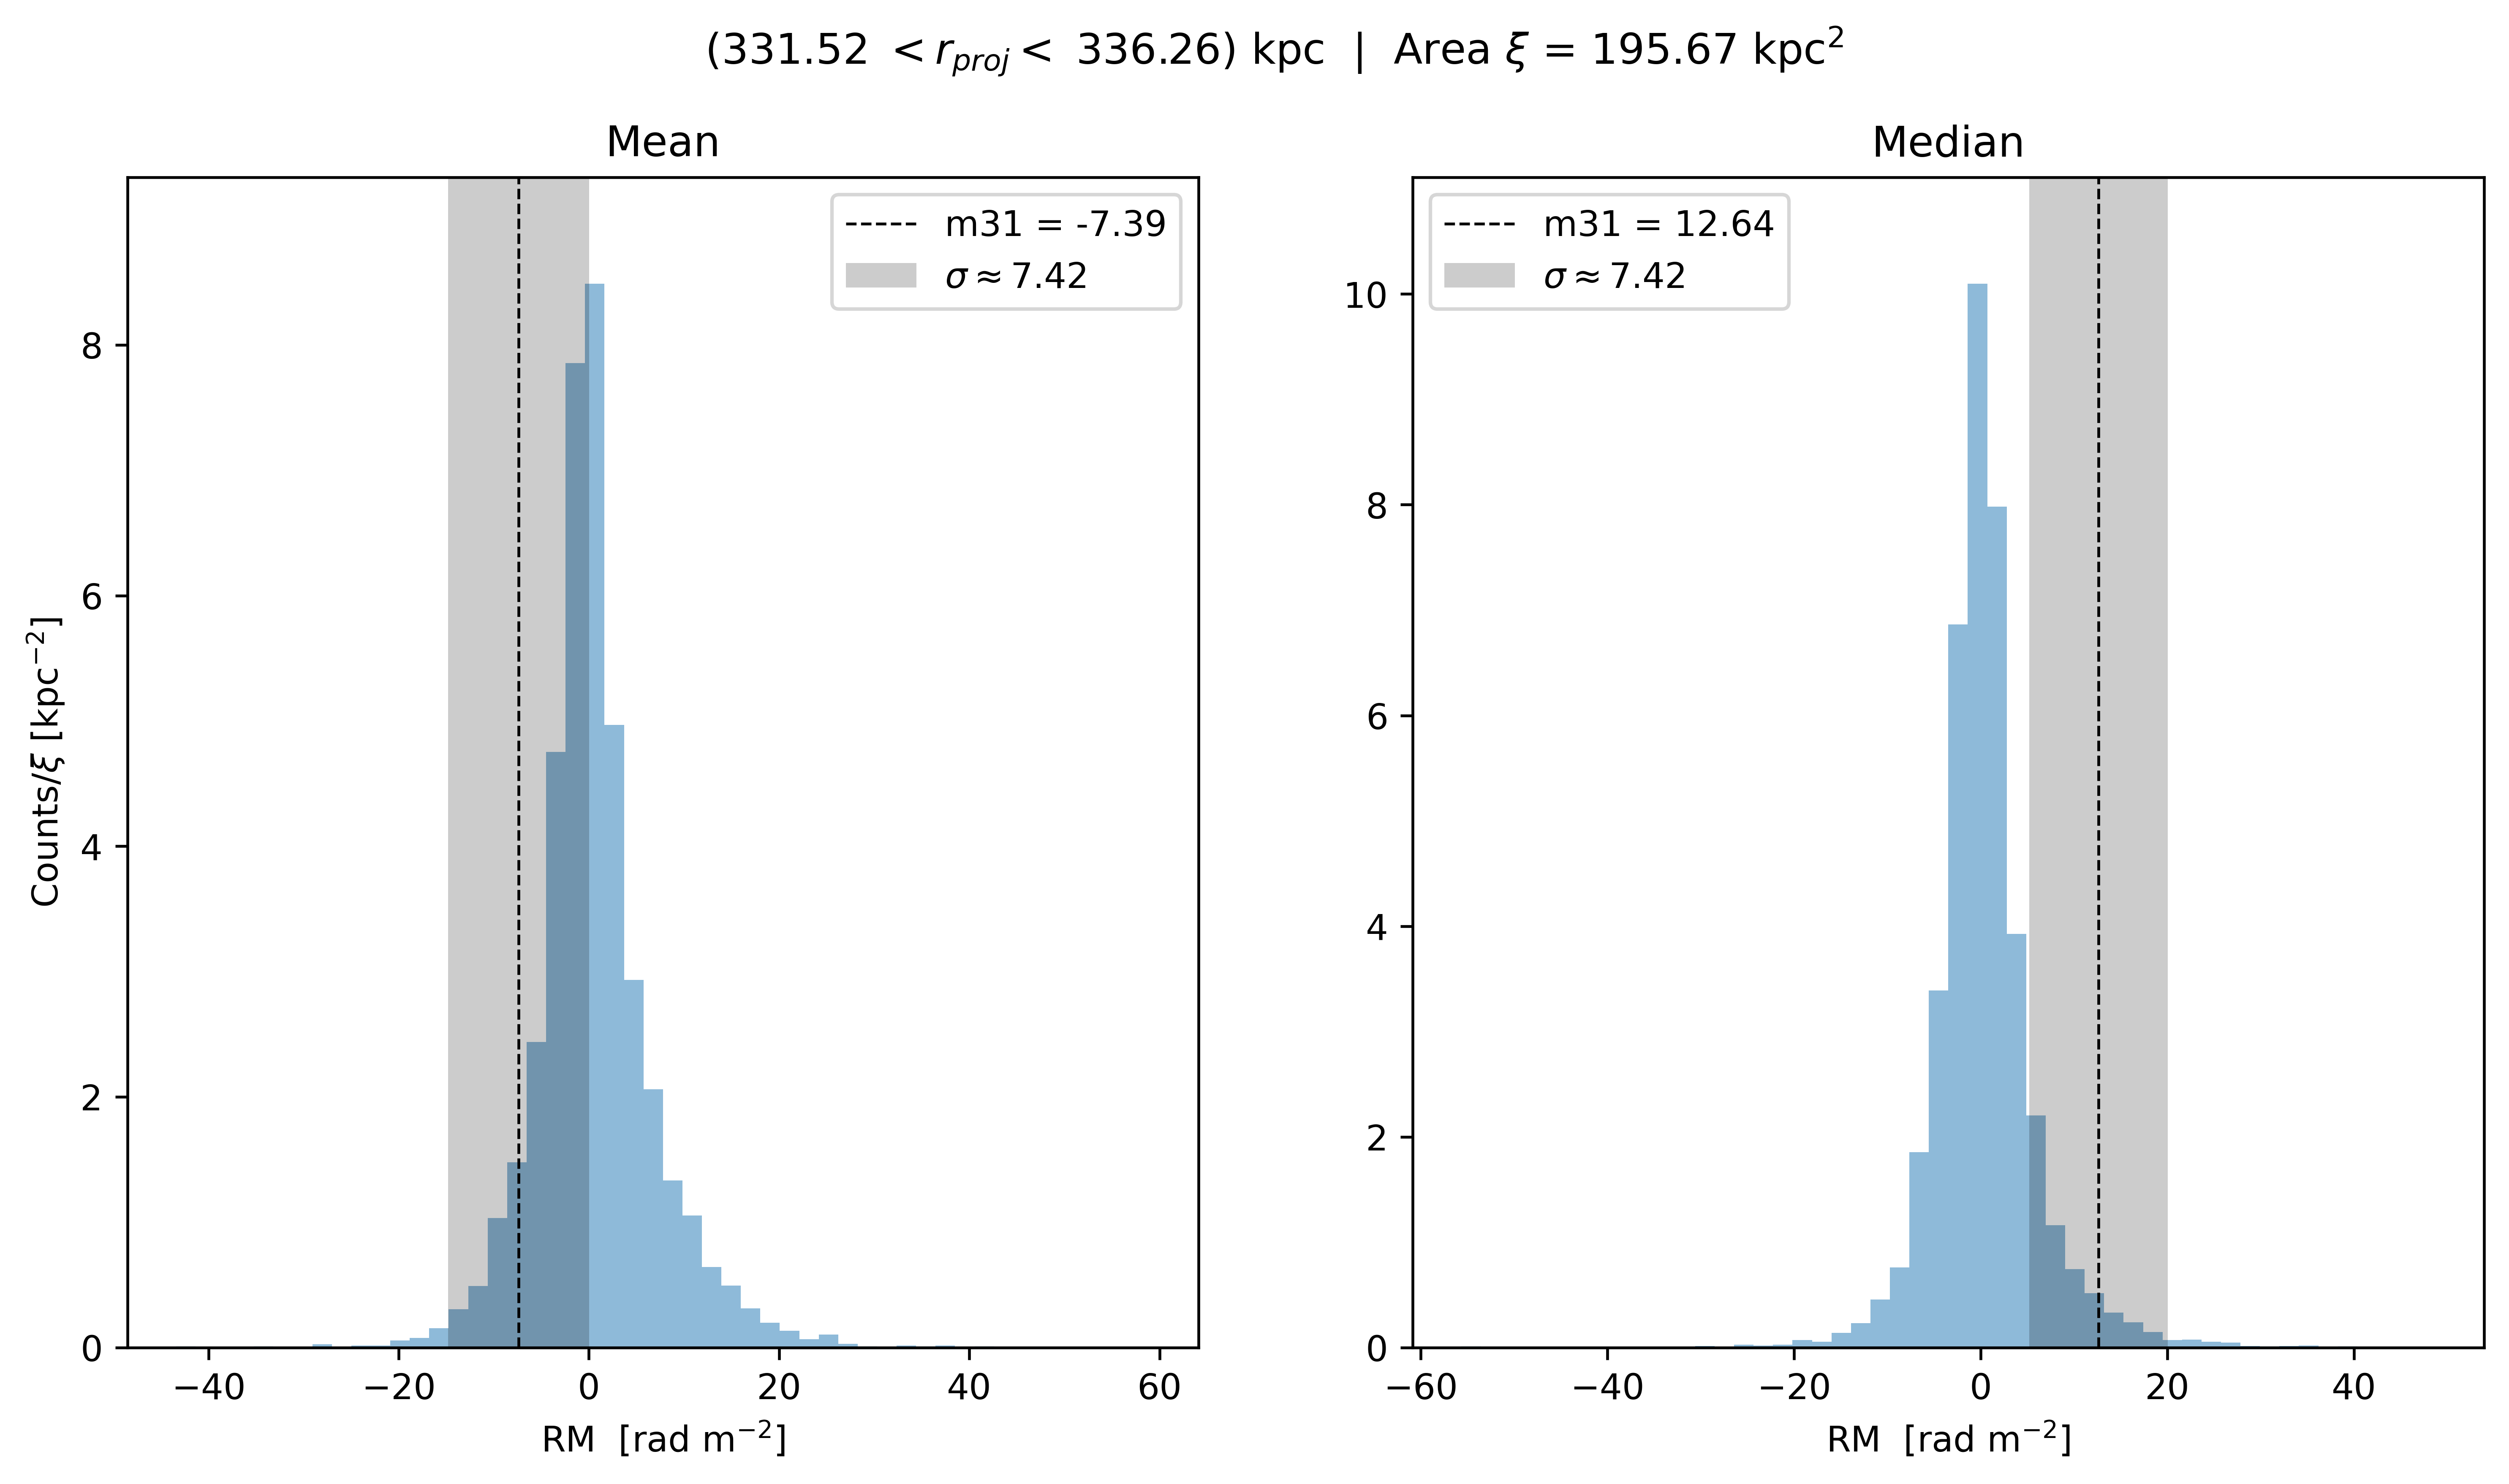 (331.52 < r_proj < 336.26) kpc | Area ξ = 195.67 kpc²
Mean
m31 = -7.39
σ ≈ 7.42
8
6
4
2
0
Counts/ξ [kpc⁻²]
−40 −20 0 20 40 60
RM [rad m⁻²]
Median
m31 = 12.64
σ ≈ 7.42
10
8
6
4
2
0
−60 −40 −20 0 20 40
RM [rad m⁻²]